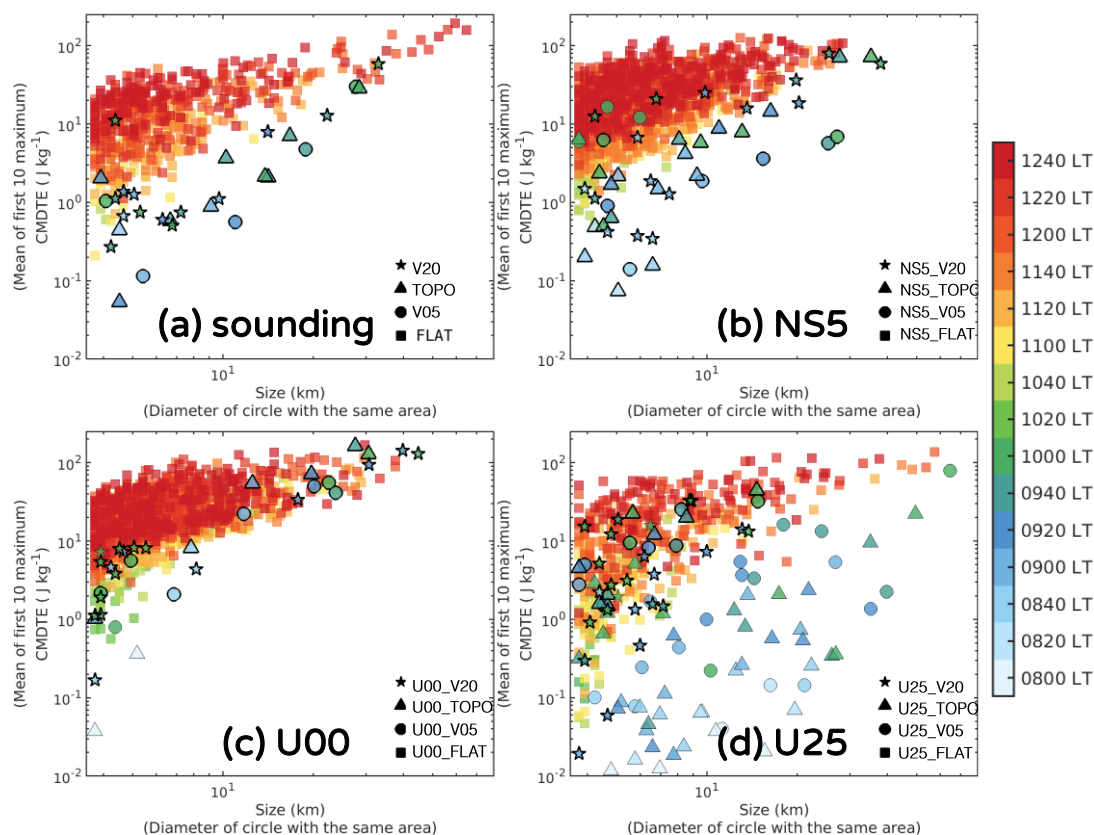 10²
10¹
10⁰
10⁻¹
10⁻²
(Mean of first 10 maximum)
CMDTE ( J kg⁻¹)
V20
TOPO
V05
FLAT
(a) sounding
10¹
Size (km)
(Diameter of circle with the same area)
10²
10¹
10⁰
10⁻¹
10⁻²
(Mean of first 10 maximum)
CMDTE ( J kg⁻¹)
NS5_V20
NS5_TOPO
NS5_V05
NS5_FLAT
(b) NS5
10¹
Size (km)
(Diameter of circle with the same area)
10²
10¹
10⁰
10⁻¹
10⁻²
(Mean of first 10 maximum)
CMDTE ( J kg⁻¹)
U00_V20
U00_TOPO
U00_V05
U00_FLAT
(c) U00
10¹
Size (km)
(Diameter of circle with the same area)
10²
10¹
10⁰
10⁻¹
10⁻²
(Mean of first 10 maximum)
CMDTE ( J kg⁻¹)
U25_V20
U25_TOPO
U25_V05
U25_FLAT
(d) U25
10¹
Size (km)
(Diameter of circle with the same area)
1240 LT
1220 LT
1200 LT
1140 LT
1120 LT
1100 LT
1040 LT
1020 LT
1000 LT
0940 LT
0920 LT
0900 LT
0840 LT
0820 LT
0800 LT